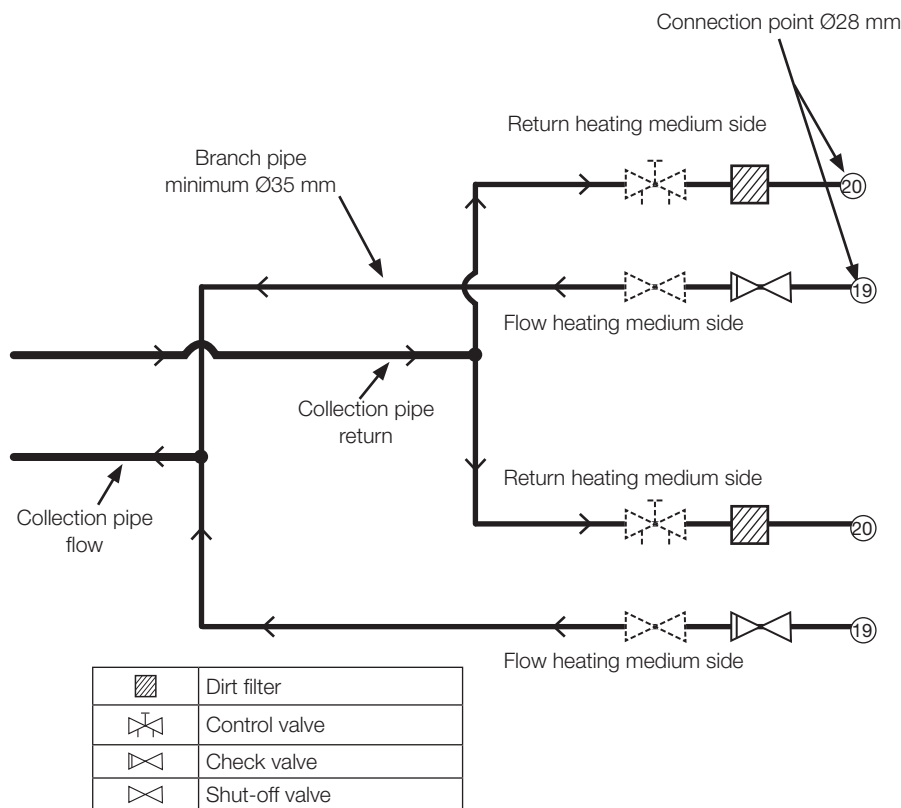 Connection point Ø28 mm
Return heating medium side
Branch pipe
minimum Ø35 mm
20
19
Flow heating medium side
Collection pipe
return
Return heating medium side
Collection pipe
flow
20
19
Flow heating medium side
Dirt filter
Control valve
Check valve
Shut-off valve